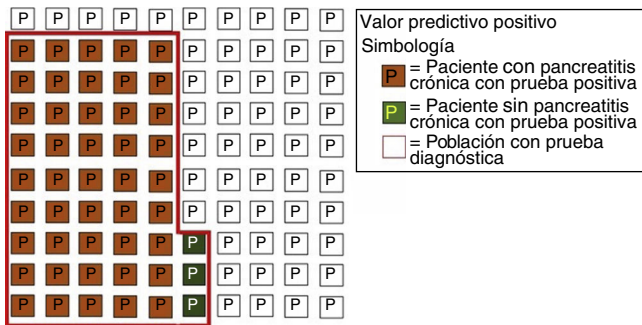 P P P P P P P P P P
P P P P P P P P P P
P P P P P P P P P P
P P P P P P P P P P
P P P P P P P P P P
P P P P P P P P P P
P P P P P P P P P P
P P P P P P P P P P
P P P P P P P P P P
P P P P P P P P P P
Valor predictivo positivo
Simbología
P = Paciente con pancreatitis
crónica con prueba positiva
P = Paciente sin pancreatitis
crónica con prueba positiva
= Población con prueba
diagnóstica